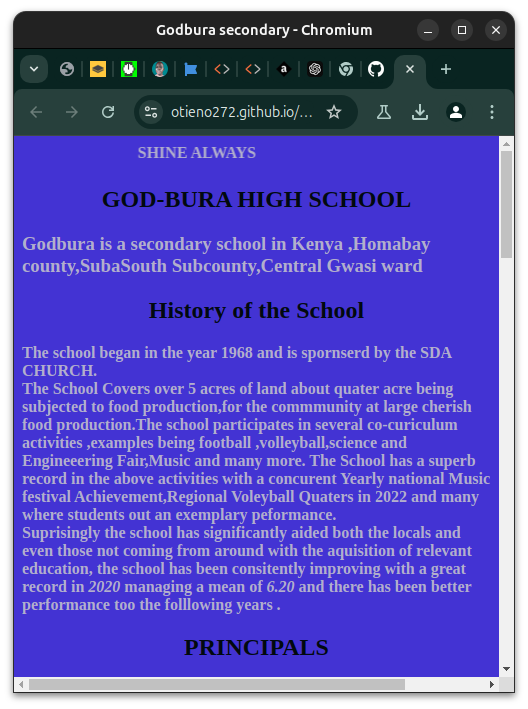 Godbura secondary - Chromium
otieno272.github.io/...
SHINE ALWAYS
GOD-BURA HIGH SCHOOL
Godbura is a secondary school in Kenya ,Homabay
county,SubaSouth Subcounty,Central Gwasi ward
History of the School
The school began in the year 1968 and is spornserd by the SDA
CHURCH.
The School Covers over 5 acres of land about quater acre being
subjected to food production,for the commmunity at large cherish
food production.The school participates in several co-curiculum
activities ,examples being football ,volleyball,science and
Engineeering Fair,Music and many more. The School has a superb
record in the above activities with a concurent Yearly national Music
festival Achievement,Regional Voleyball Quaters in 2022 and many
where students out an exemplary peformance.
Suprisingly the school has significantly aided both the locals and
even those not coming from around with the aquisition of relevant
education, the school has been consitently improving with a great
record in 2020 managing a mean of 6.20 and there has been better
performance too the folllowing years .
PRINCIPALS